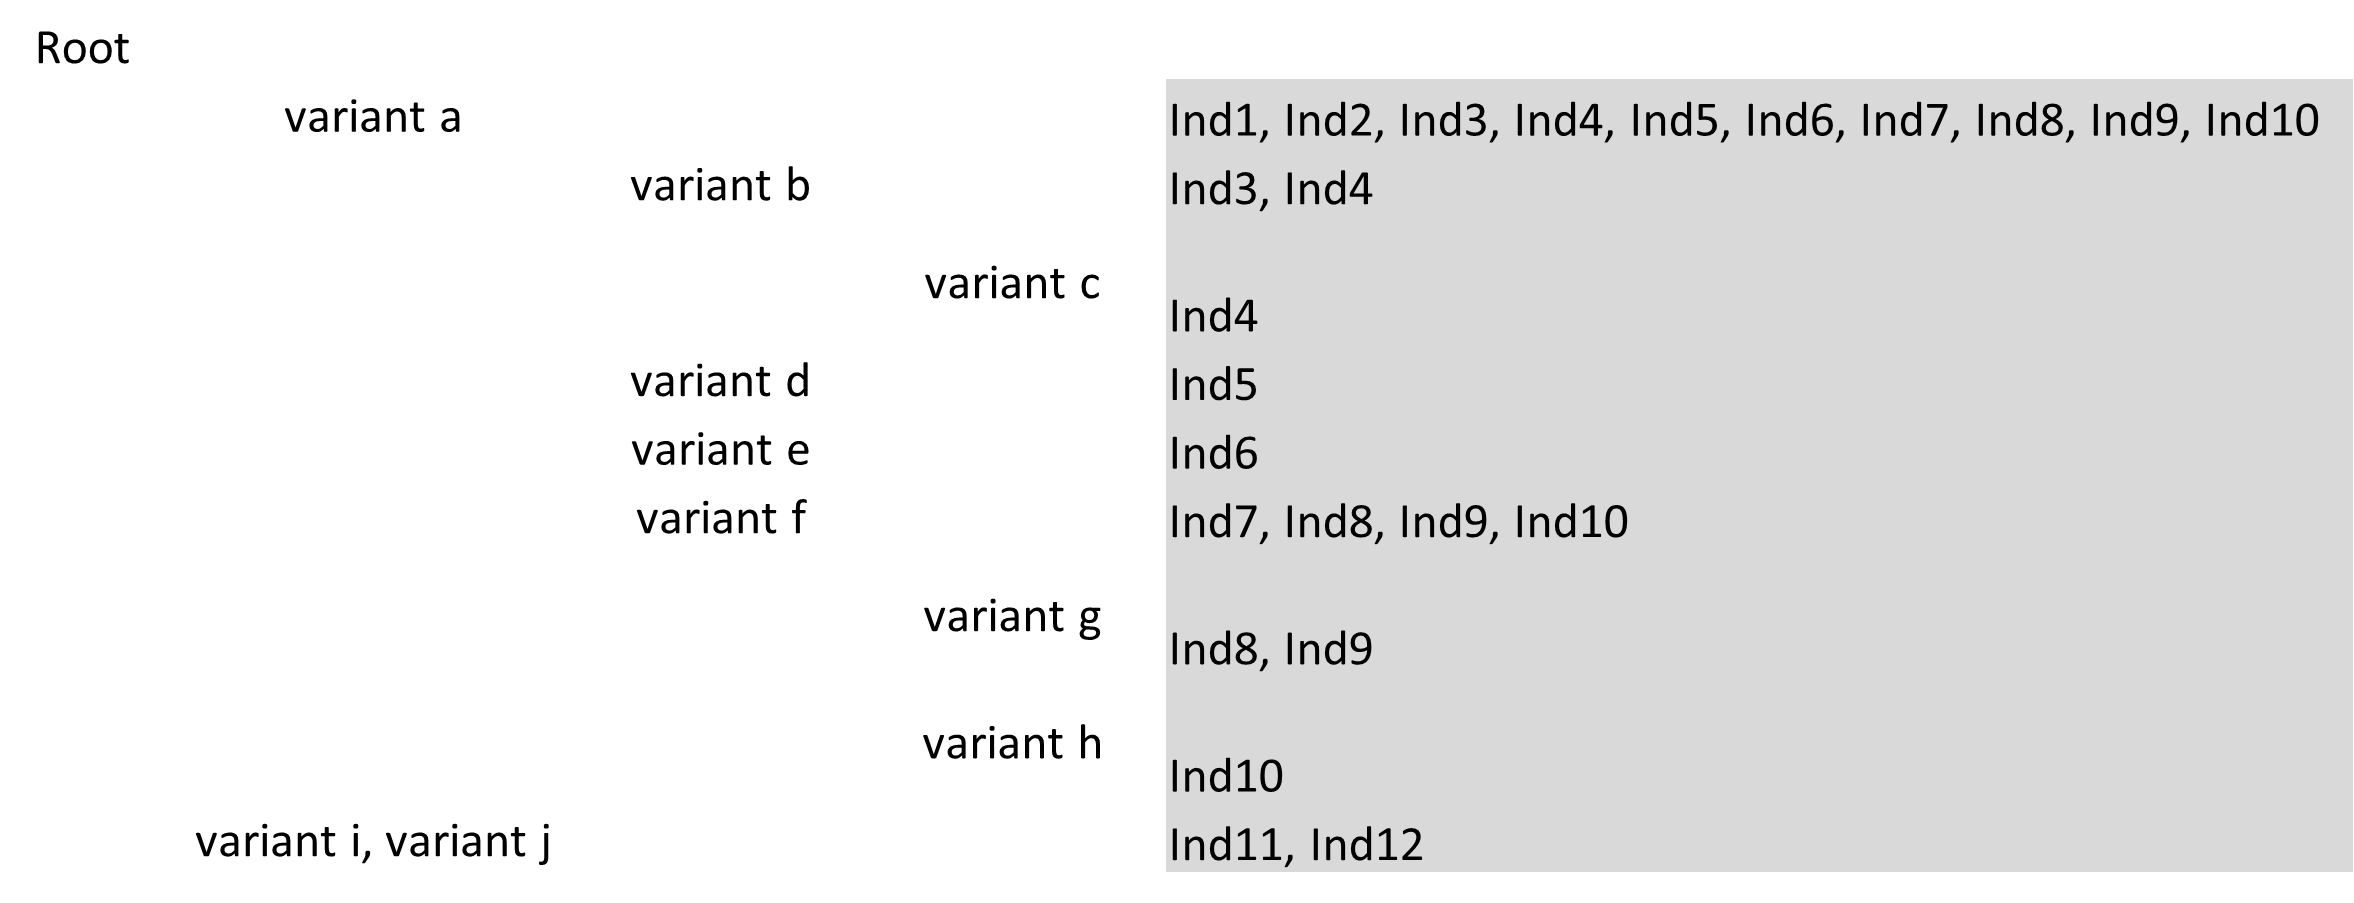 Root
variant a Ind1, Ind2, Ind3, Ind4, Ind5, Ind6, Ind7, Ind8, Ind9, Ind10
variant b Ind3, Ind4
variant c Ind4
variant d Ind5
variant e Ind6
variant f Ind7, Ind8, Ind9, Ind10
variant g Ind8, Ind9
variant h Ind10
variant i, variant j Ind11, Ind12